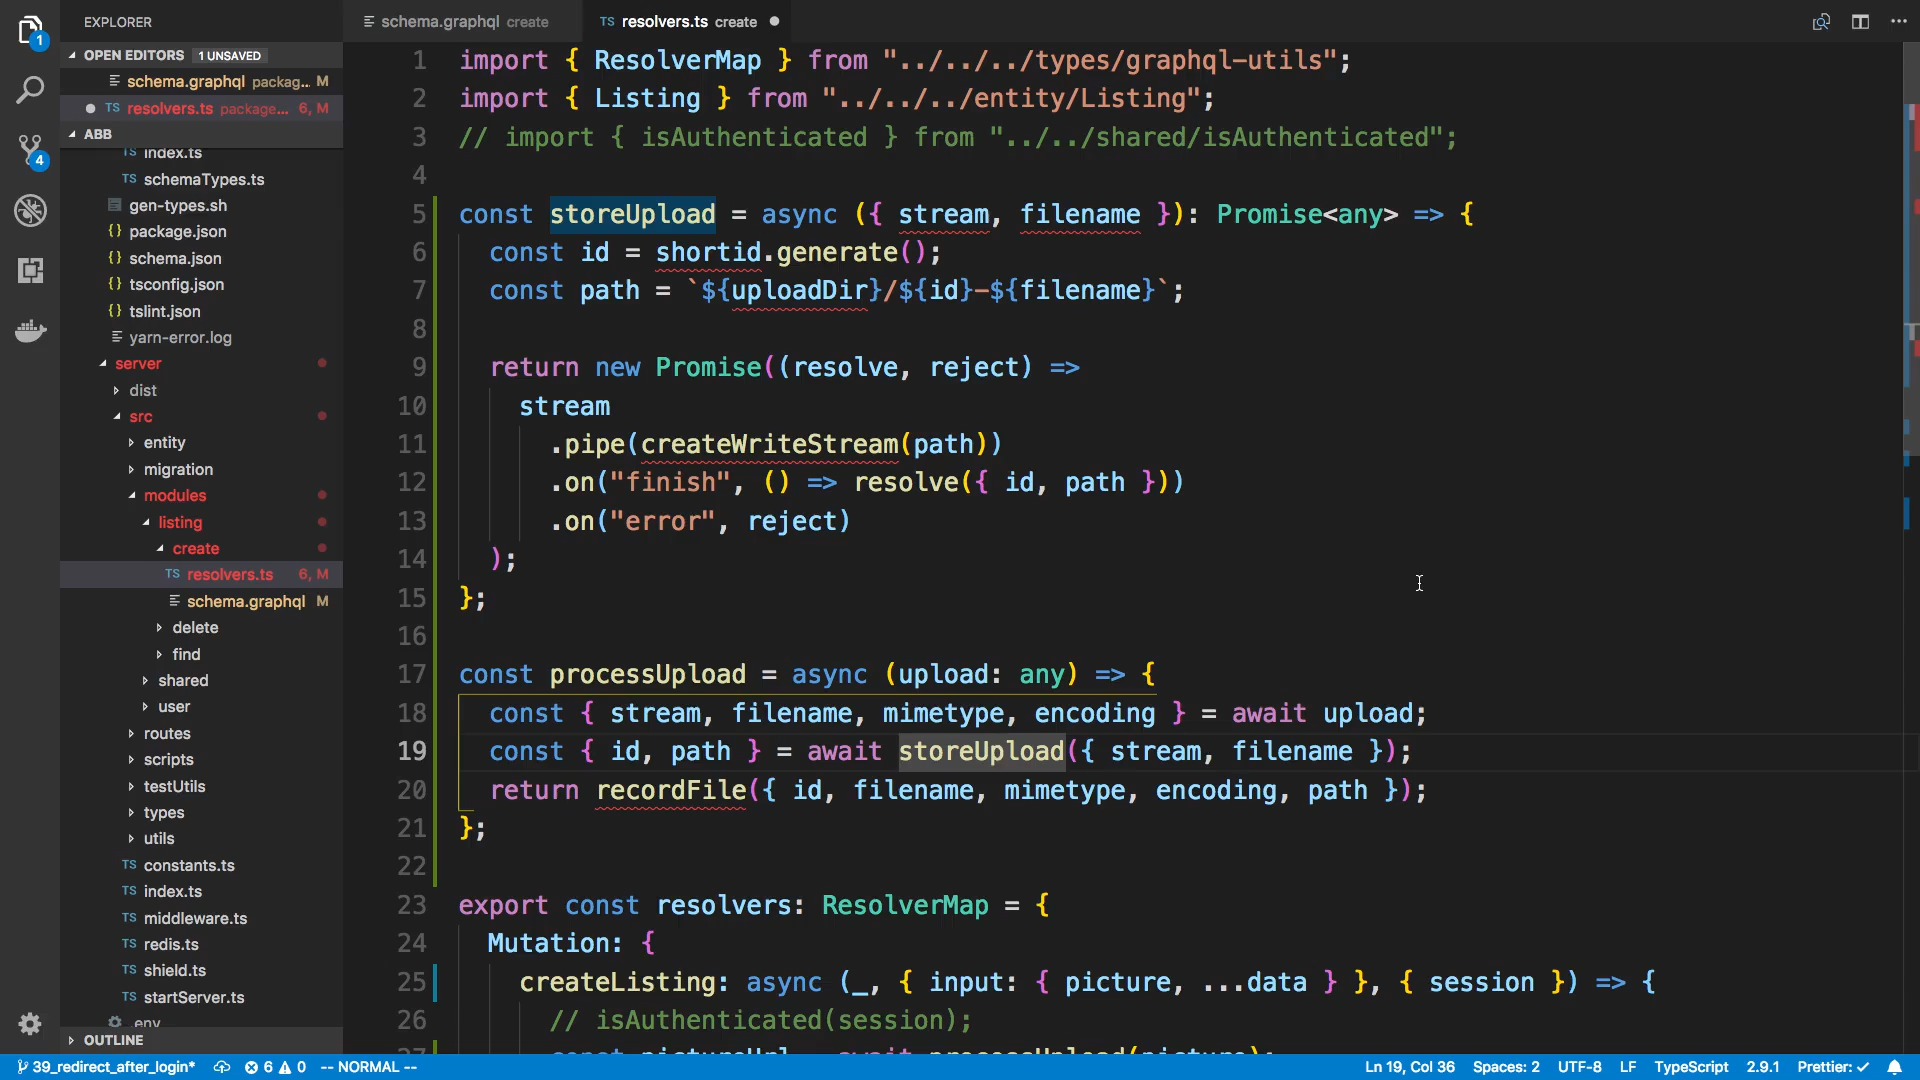 EXPLORER
OPEN EDITORS 1 UNSAVED
schema.graphql packag... M
TS resolvers.ts package... 6, M
ABB
TS index.ts
TS schemaTypes.ts
gen-types.sh
{} package.json
{} schema.json
{} tsconfig.json
{} tslint.json
yarn-error.log
server
dist
src
entity
migration
modules
listing
create
TS resolvers.ts 6, M
schema.graphql M
delete
find
shared
user
routes
scripts
testUtils
types
utils
TS constants.ts
TS index.ts
TS middleware.ts
TS redis.ts
TS shield.ts
TS startServer.ts
.env
OUTLINE
1
4
schema.graphql create
TS resolvers.ts create
1 import { ResolverMap } from "../../../types/graphql-utils";
2 import { Listing } from "../../../entity/Listing";
3 // import { isAuthenticated } from "../../shared/isAuthenticated";
4
5 const storeUpload = async ({ stream, filename }): Promise<any> => {
6 const id = shortid.generate();
7 const path = `${uploadDir}/${id}-${filename}`;
8
9 return new Promise((resolve, reject) =>
10 stream
11 .pipe(createWriteStream(path))
12 .on("finish", () => resolve({ id, path }))
13 .on("error", reject)
14 );
15 };
16
17 const processUpload = async (upload: any) => {
18 const { stream, filename, mimetype, encoding } = await upload;
19 const { id, path } = await storeUpload({ stream, filename });
20 return recordFile({ id, filename, mimetype, encoding, path });
21 };
22
23 export const resolvers: ResolverMap = {
24 Mutation: {
25 createListing: async (_, { input: { picture, ...data } }, { session }) => {
26 // isAuthenticated(session);
27 const pictureUrl = await processUpload(picture);
39_redirect_after_login* 6 0 -- NORMAL -- Ln 19, Col 36 Spaces: 2 UTF-8 LF TypeScript 2.9.1 Prettier: ✓